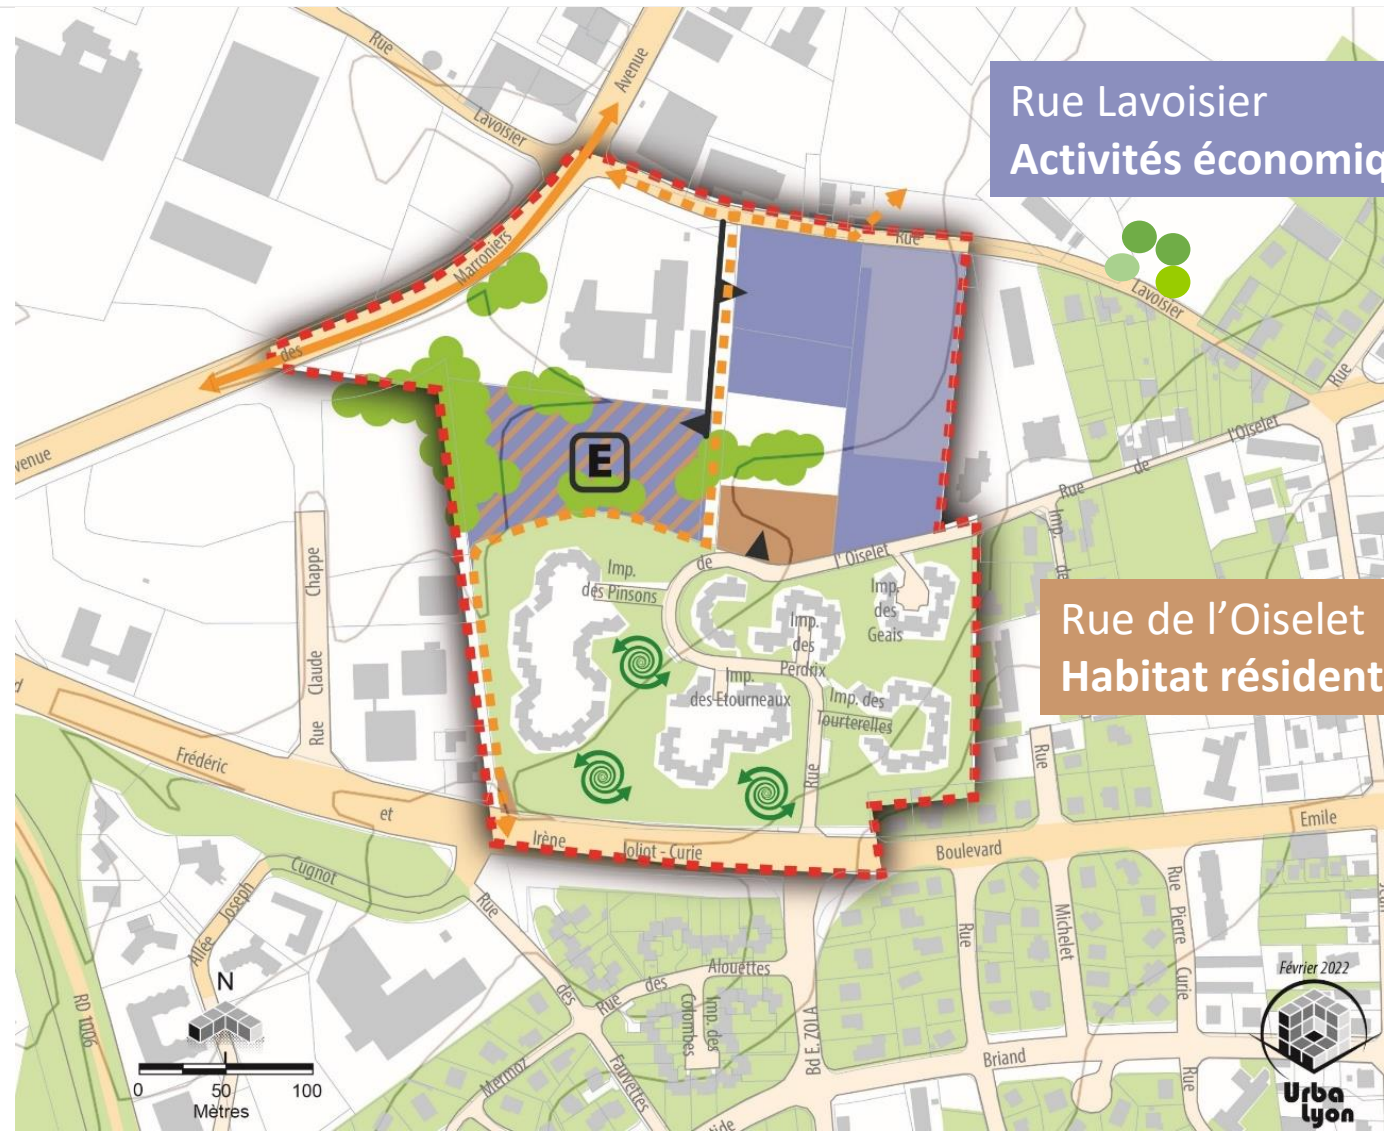 Rue
Avenue
Rue Lavoisier
Activités économiq
Lavoisier
Marronniers
Rue
Lavoisier
des
Rue
l'Oiselet
de
Rue
Avenue
E
Imp. de
Chappe
Claude
Rue
Imp.
des Pinsons
de
l'Oiselet
Imp.
des
Geais
Imp.
des
Perdrix
Rue de l'Oiselet
Habitat résident
Imp.
des Etourneaux
Imp. des
Tourterelles
Rue
Rue
Frédéric
et
Irène
Joliot - Curie
Boulevard
Emile
Cugnot
Joseph
Allée
Rue
des
Fauvettes
Rue
des
Alouettes
Imp. des
Colombes
Bd E. ZOLA
Rue
Michelet
Rue Pierre Curie
Briand
Rue
Mermoz
RD 1006
N
0 50 100
Mètres
Février 2022
Urba
Lyon